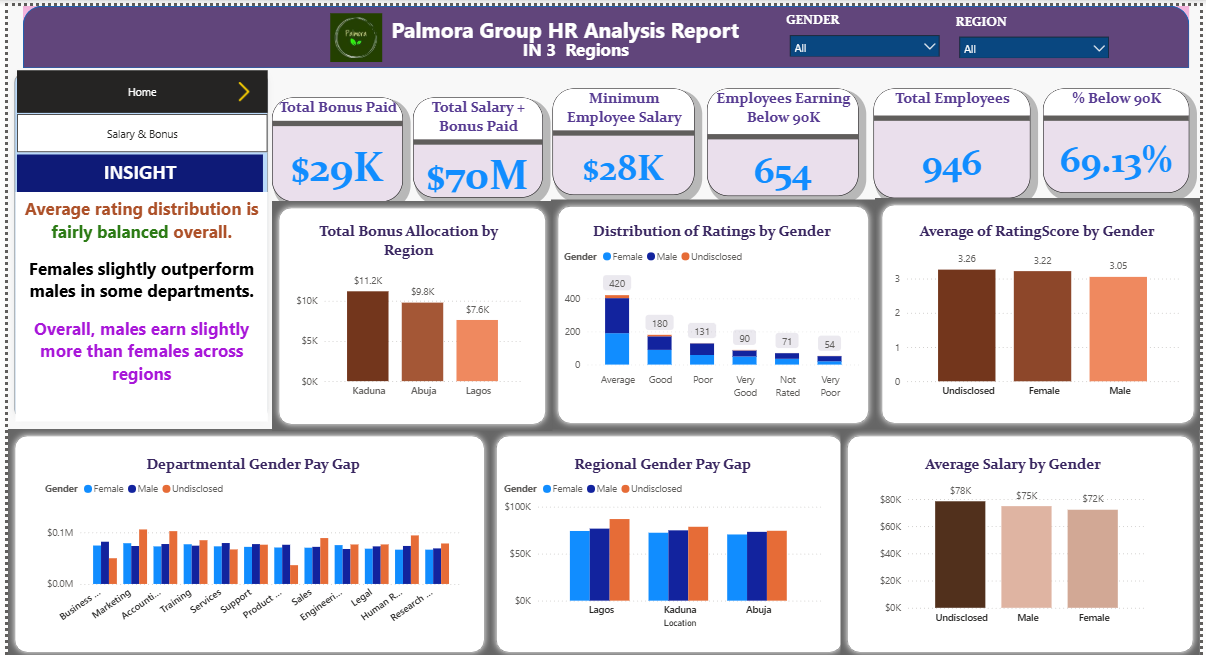 Palmora
Palmora Group HR Analysis Report
IN 3 Regions
GENDER
All
REGION
All
Home
Salary & Bonus
INSIGHT
Average rating distribution is
fairly balanced overall.
Females slightly outperform
males in some departments.
Overall, males earn slightly
more than females across
regions
Total Bonus Paid
$29K
Total Salary +
Bonus Paid
$70M
Minimum
Employee Salary
$28K
Employees Earning
Below 90K
654
Total Employees
946
% Below 90K
69.13%
Total Bonus Allocation by
Region
$11.2K
$9.8K
$7.6K
$10K
$5K
$0K
Kaduna Abuja Lagos
Distribution of Ratings by Gender
Gender Female Male Undisclosed
420
180
131
90
71
54
400
200
0
Average Good Poor Very Good Not Rated Very Poor
Average of RatingScore by Gender
3.26
3.22
3.05
3
2
1
0
Undisclosed Female Male
Departmental Gender Pay Gap
Gender Female Male Undisclosed
$0.1M
$0.0M
Business ... Marketing Accounti... Training Services Support Product ... Sales Engineeri... Legal Human R... Research ...
Regional Gender Pay Gap
Gender Female Male Undisclosed
$100K
$50K
$0K
Lagos Kaduna Abuja
Location
Average Salary by Gender
$78K
$75K
$72K
$80K
$60K
$40K
$20K
$0K
Undisclosed Male Female